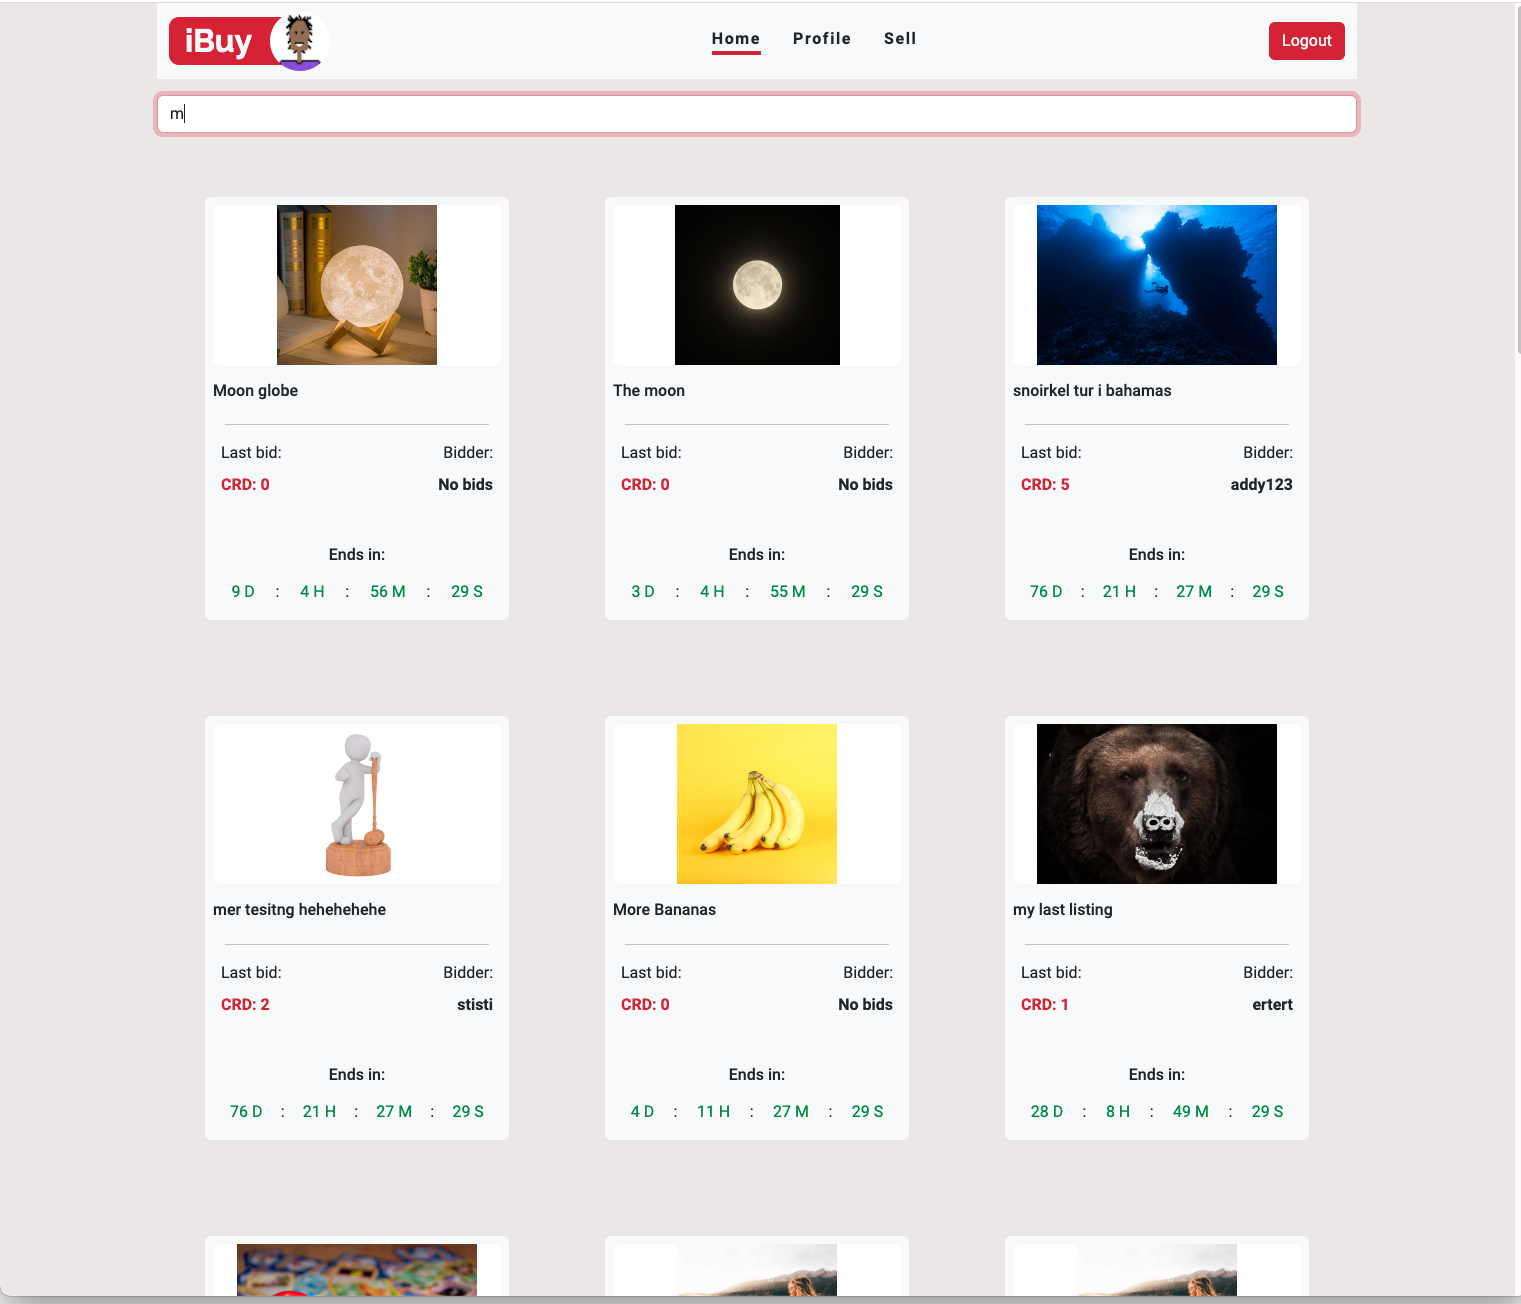 iBuy
Home Profile Sell
Logout
m
Moon globe
Last bid: Bidder:
CRD: 0 No bids
Ends in:
9 D : 4 H : 56 M : 29 S
The moon
Last bid: Bidder:
CRD: 0 No bids
Ends in:
3 D : 4 H : 55 M : 29 S
snoirkel tur i bahamas
Last bid: Bidder:
CRD: 5 addy123
Ends in:
76 D : 21 H : 27 M : 29 S
mer tesitng hehehehehe
Last bid: Bidder:
CRD: 2 stisti
Ends in:
76 D : 21 H : 27 M : 29 S
More Bananas
Last bid: Bidder:
CRD: 0 No bids
Ends in:
4 D : 11 H : 27 M : 29 S
my last listing
Last bid: Bidder:
CRD: 1 ertert
Ends in:
28 D : 8 H : 49 M : 29 S